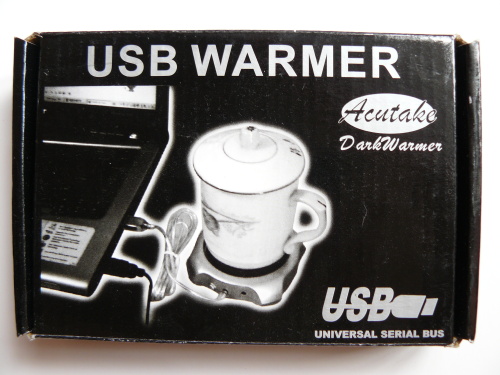 USB WARMER
Acutake
DarkWarmer
USB
UNIVERSAL SERIAL BUS